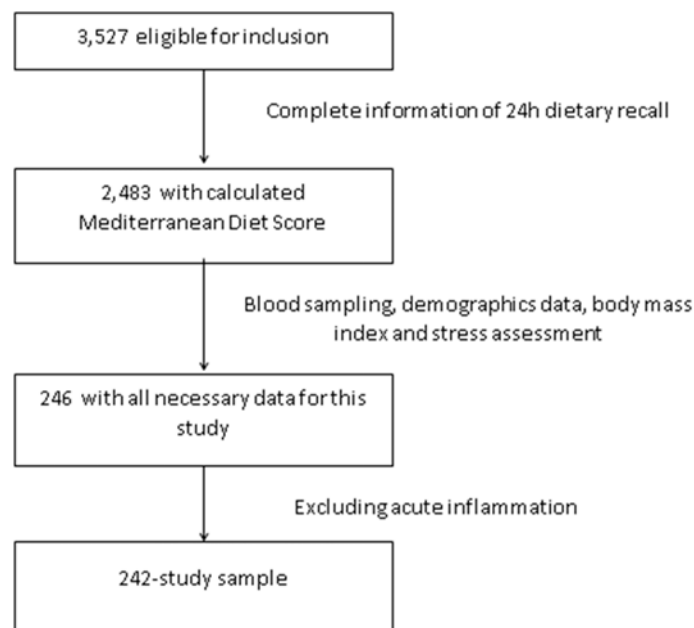 3,527 eligible for inclusion
Complete information of 24h dietary recall
2,483 with calculated
Mediterranean Diet Score
Blood sampling, demographics data, body mass
index and stress assessment
246 with all necessary data for this
study
Excluding acute inflammation
242-study sample